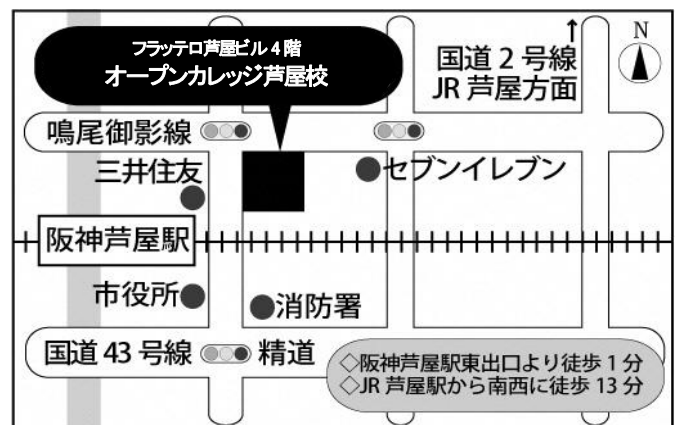 フラッテロ芦屋ビル4階
オープンカレッジ芦屋校
国道2号線
JR芦屋方面
↑
N
鳴尾御影線
三井住友
セブンイレブン
阪神芦屋駅
市役所
消防署
国道43号線
精道
◇阪神芦屋駅東出口より徒歩1分
◇JR芦屋駅から南西に徒歩13分